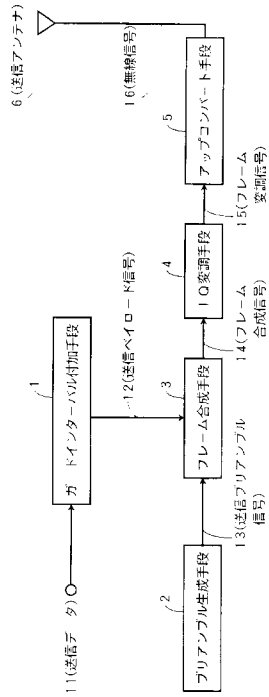 6 (送信アンテナ)
16(無線信号)
5
アップコンバート手段
15(フレーム
変調信号)
4
IQ変調手段
14(フレーム
合成信号)
1
ガードインターバル付加手段
12(送信ペイロード信号)
3
フレーム合成手段
11(送信データ)
13(送信プリアンブル
信号)
2
プリアンブル生成手段